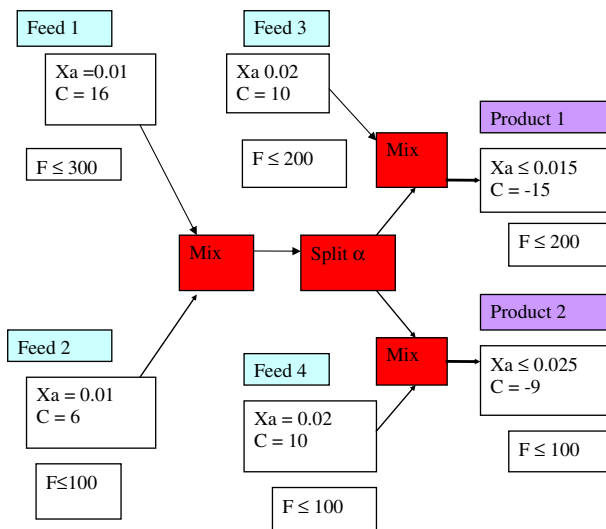 Feed 1
Xa =0.01
C = 16
F ≤ 300
Feed 3
Xa 0.02
C = 10
F ≤ 200
Mix
Product 1
Xa ≤ 0.015
C = -15
F ≤ 200
Mix
Split α
Feed 2
Xa = 0.01
C = 6
F≤100
Feed 4
Xa = 0.02
C = 10
F ≤ 100
Mix
Product 2
Xa ≤ 0.025
C = -9
F ≤ 100